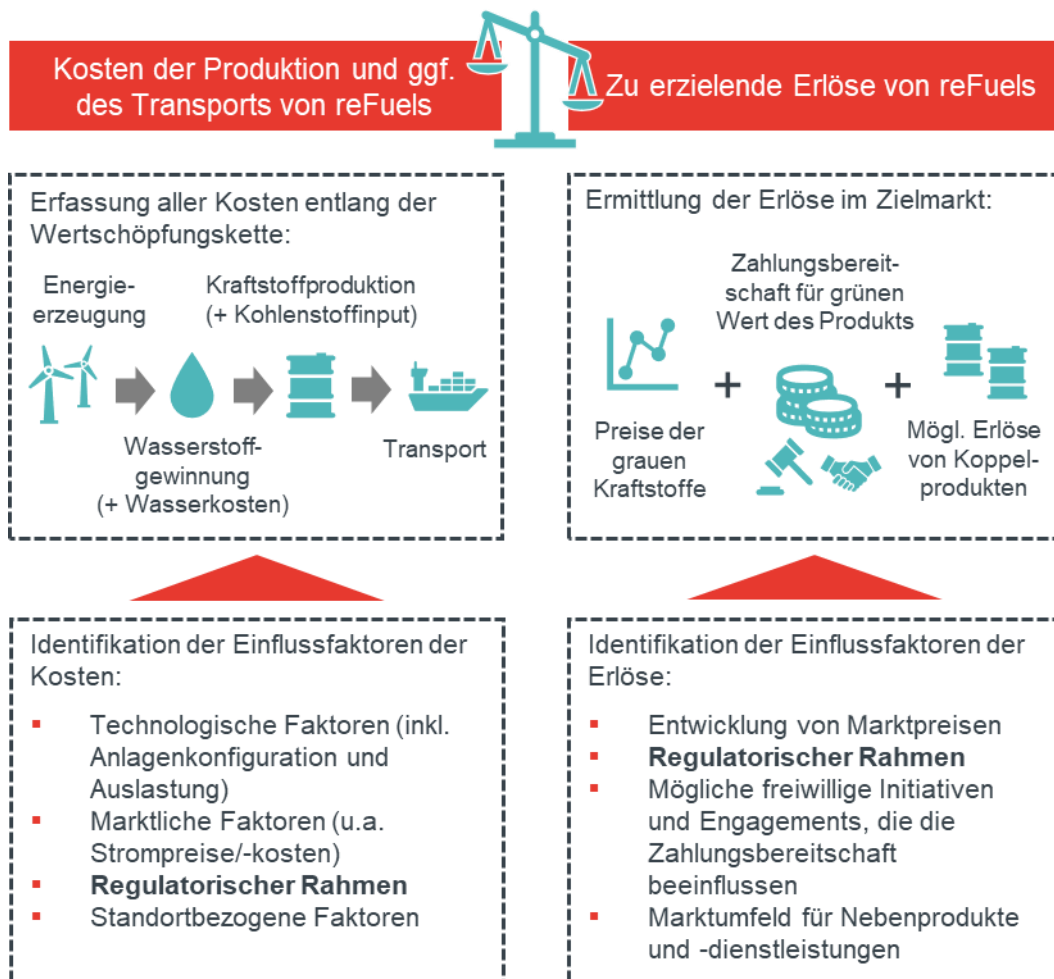 Kosten der Produktion und ggf.
des Transports von reFuels
Zu erzielende Erlöse von reFuels
Erfassung aller Kosten entlang der
Wertschöpfungskette:
Energie-
erzeugung
Kraftstoffproduktion
(+ Kohlenstoffinput)
Wasserstoff-
gewinnung
(+ Wasserkosten)
Transport
Ermittlung der Erlöse im Zielmarkt:
Zahlungsbereit-
schaft für grünen
Wert des Produkts
+
+
Preise der
grauen
Kraftstoffe
Mögl. Erlöse
von Koppel-
produkten
Identifikation der Einflussfaktoren der
Kosten:
▪ Technologische Faktoren (inkl.
Anlagenkonfiguration und
Auslastung)
▪ Marktliche Faktoren (u.a.
Strompreise/-kosten)
▪ Regulatorischer Rahmen
▪ Standortbezogene Faktoren
Identifikation der Einflussfaktoren der
Erlöse:
▪ Entwicklung von Marktpreisen
▪ Regulatorischer Rahmen
▪ Mögliche freiwillige Initiativen
und Engagements, die die
Zahlungsbereitschaft
beeinflussen
▪ Marktumfeld für Nebenprodukte
und -dienstleistungen